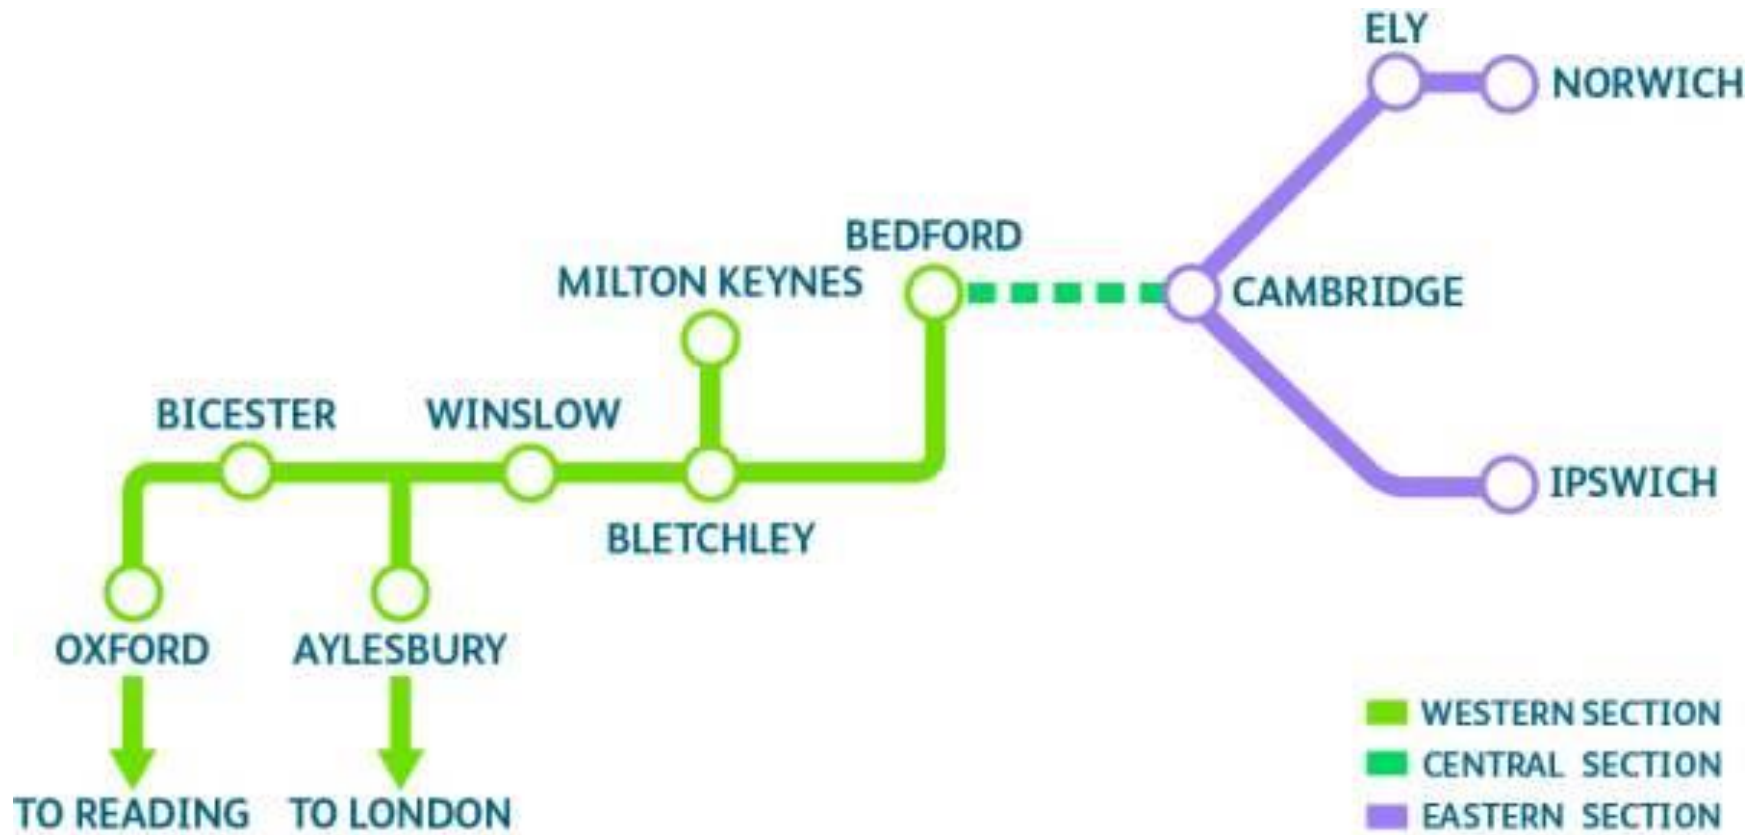 ELY
NORWICH
BEDFORD
MILTON KEYNES
CAMBRIDGE
BICESTER
WINSLOW
IPSWICH
BLETCHLEY
OXFORD
AYLESBURY
WESTERN SECTION
CENTRAL SECTION
EASTERN SECTION
TO READING
TO LONDON